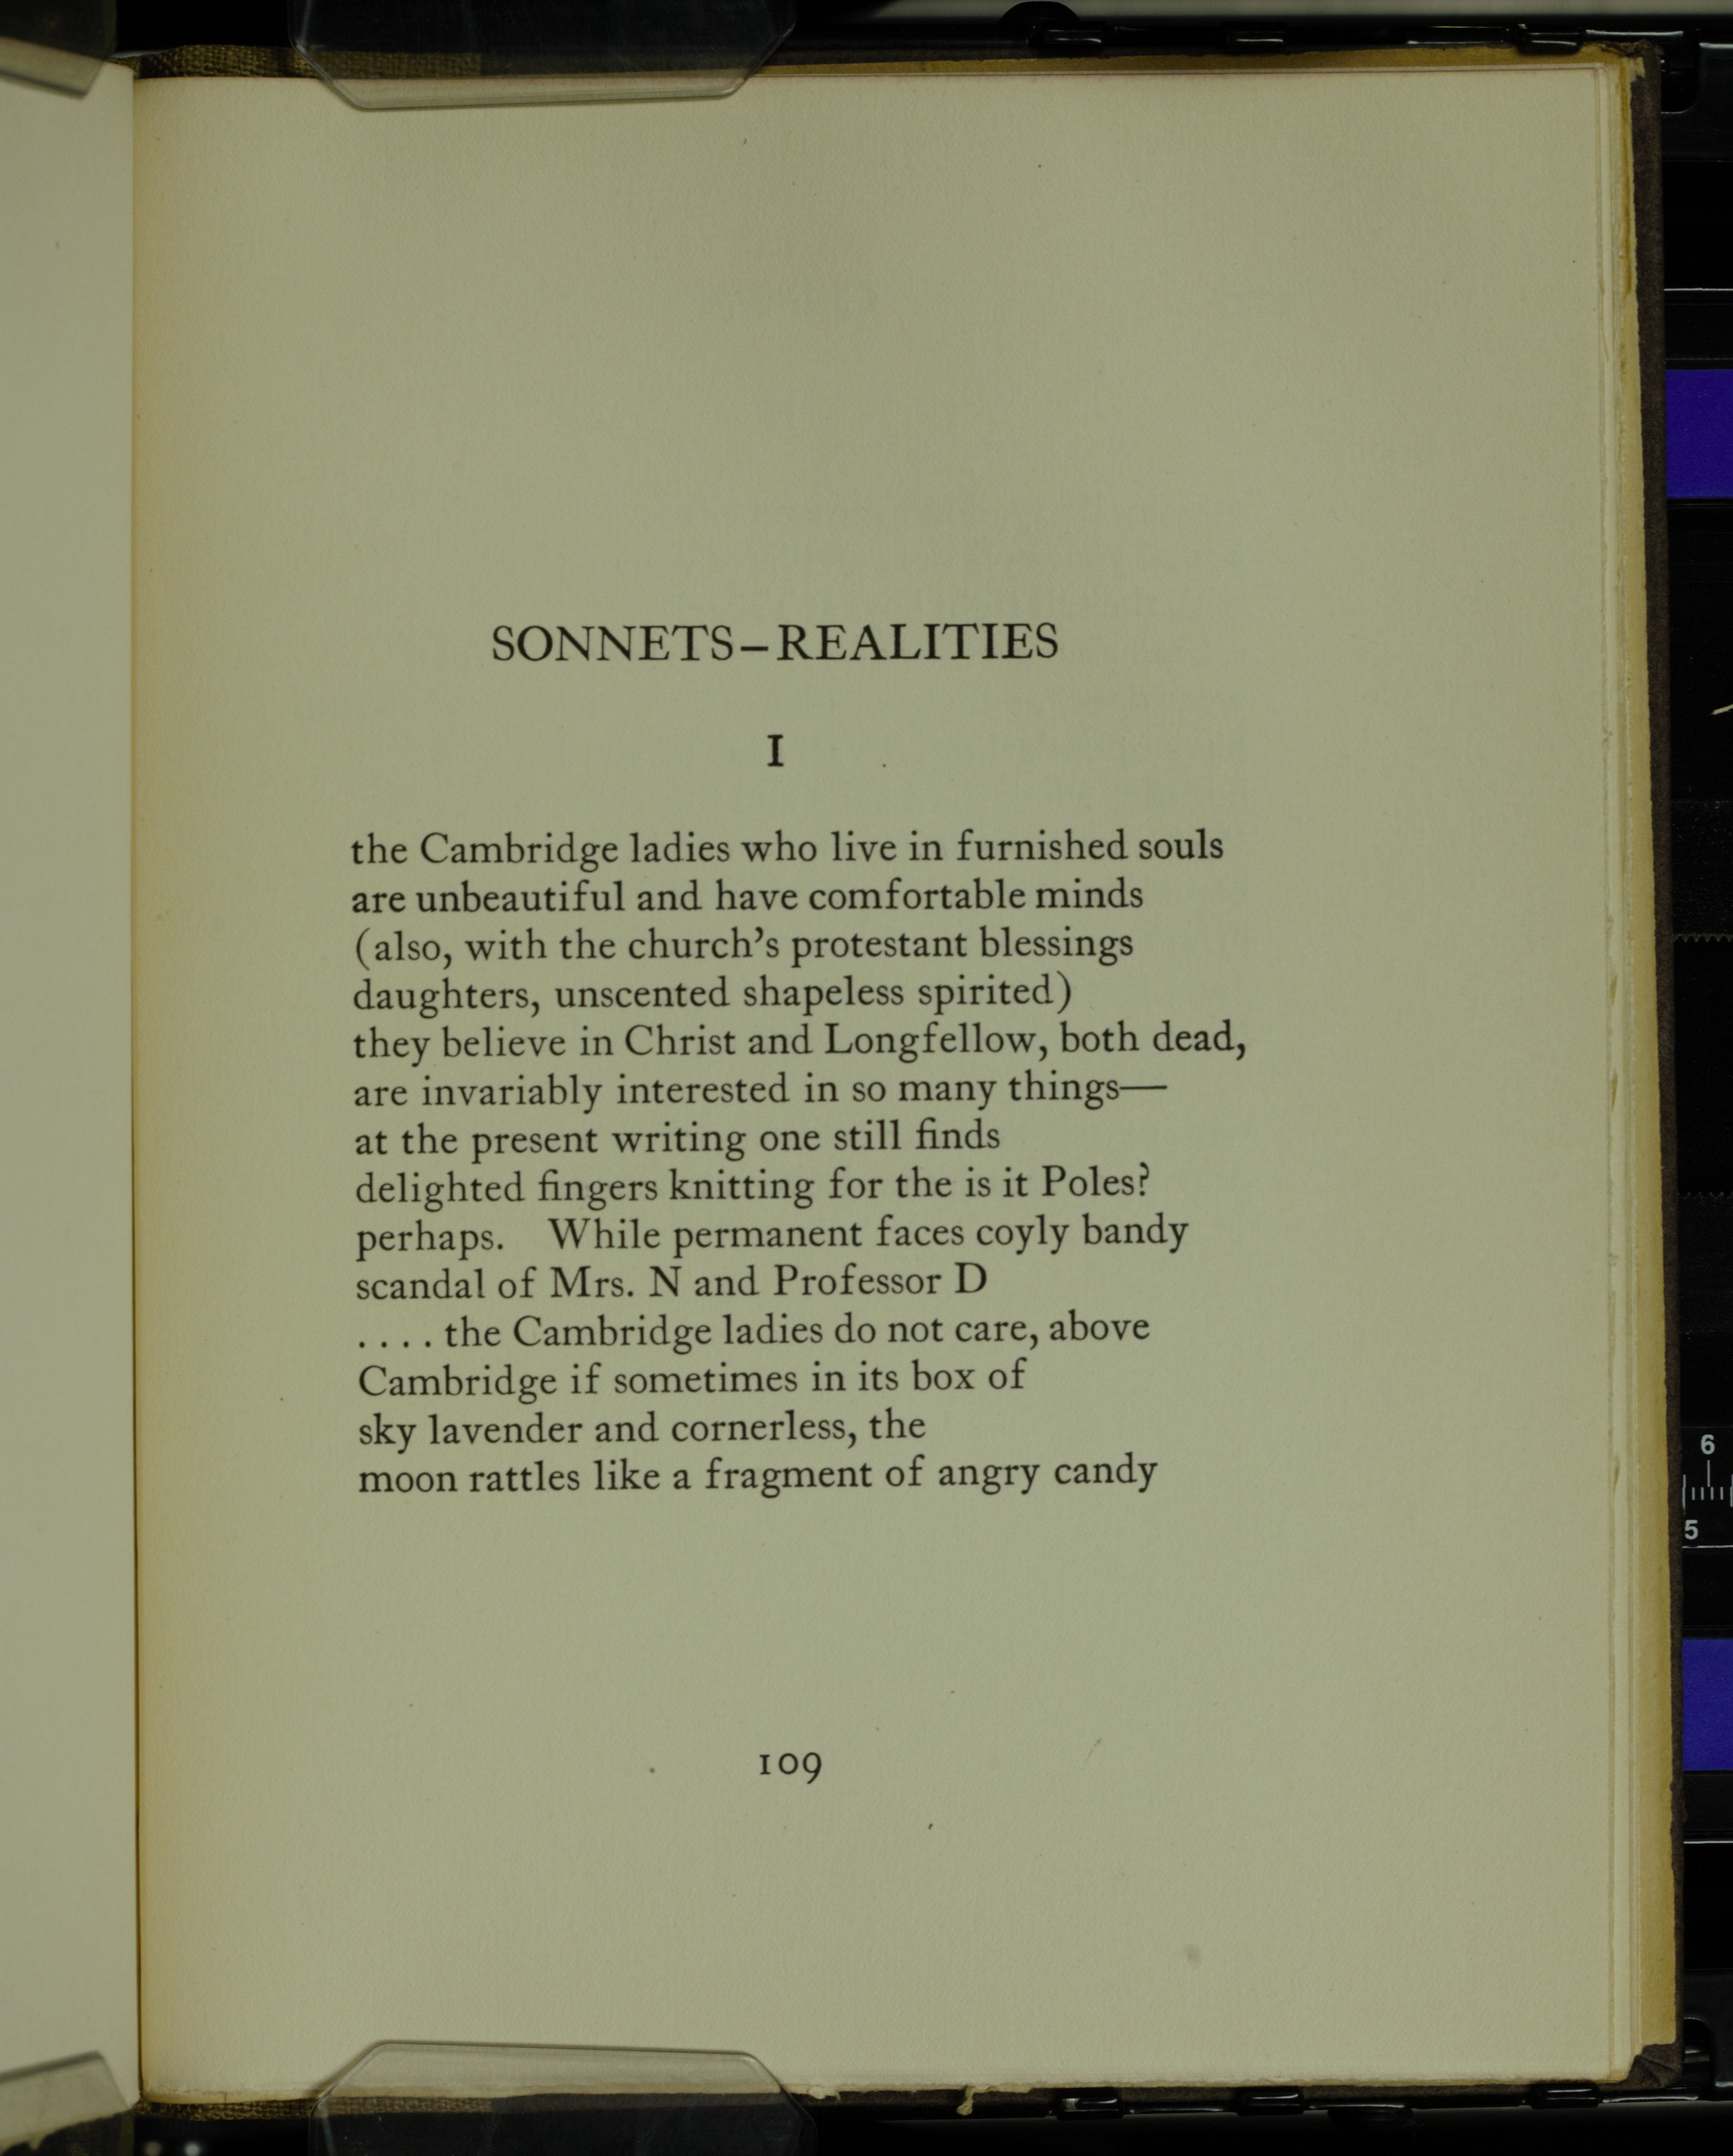 SONNETS–REALITIES
I
the Cambridge ladies who live in furnished souls
are unbeautiful and have comfortable minds
(also, with the church’s protestant blessings
daughters, unscented shapeless spirited)
they believe in Christ and Longfellow, both dead,
are invariably interested in so many things—
at the present writing one still finds
delighted fingers knitting for the is it Poles?
perhaps.   While permanent faces coyly bandy
scandal of Mrs. N and Professor D
. . . . the Cambridge ladies do not care, above
Cambridge if sometimes in its box of
sky lavender and cornerless, the
moon rattles like a fragment of angry candy
109
6
5